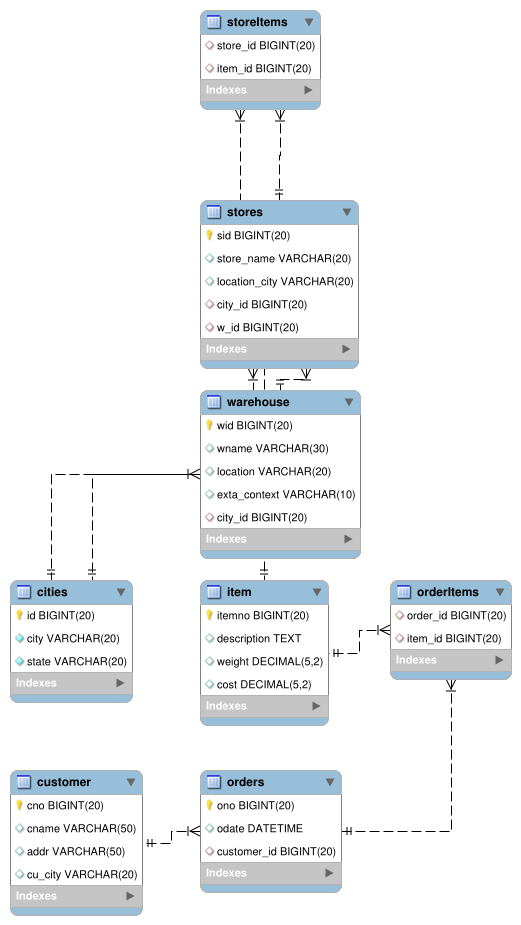 storeItems
store_id BIGINT(20)
item_id BIGINT(20)
Indexes
stores
sid BIGINT(20)
store_name VARCHAR(20)
location_city VARCHAR(20)
city_id BIGINT(20)
w_id BIGINT(20)
Indexes
warehouse
wid BIGINT(20)
wname VARCHAR(30)
location VARCHAR(20)
exta_context VARCHAR(10)
city_id BIGINT(20)
Indexes
cities
id BIGINT(20)
city VARCHAR(20)
state VARCHAR(20)
Indexes
item
itemno BIGINT(20)
description TEXT
weight DECIMAL(5,2)
cost DECIMAL(5,2)
Indexes
orderItems
order_id BIGINT(20)
item_id BIGINT(20)
Indexes
customer
cno BIGINT(20)
cname VARCHAR(50)
addr VARCHAR(50)
cu_city VARCHAR(20)
Indexes
orders
ono BIGINT(20)
odate DATETIME
customer_id BIGINT(20)
Indexes